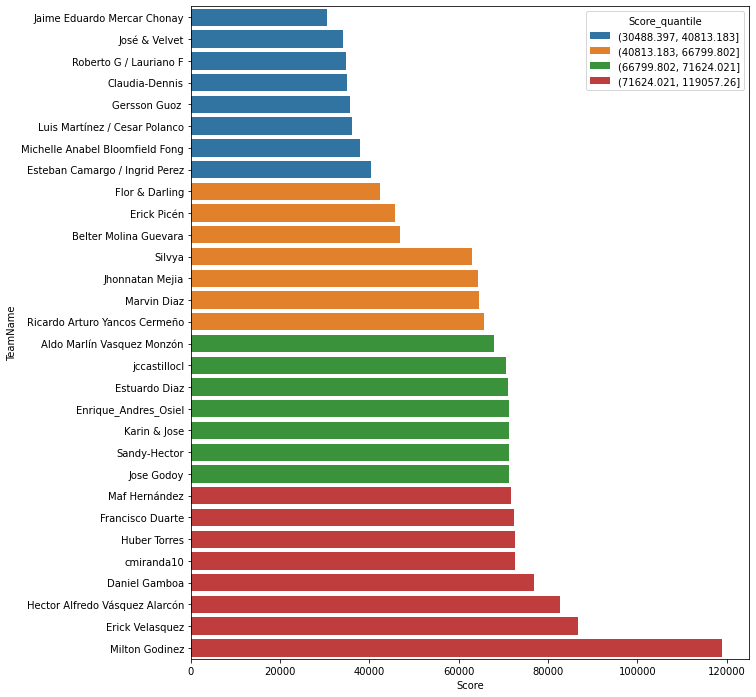 Jaime Eduardo Mercar Chonay
José & Velvet
Roberto G / Lauriano F
Claudia-Dennis
Gersson Guoz
Luis Martínez / Cesar Polanco
Michelle Anabel Bloomfield Fong
Esteban Camargo / Ingrid Perez
Flor & Darling
Erick Picén
Belter Molina Guevara
Silvya
Jhonnatan Mejia
Marvin Diaz
Ricardo Arturo Yancos Cermeño
Aldo Marlín Vasquez Monzón
jccastillocl
Estuardo Diaz
Enrique_Andres_Osiel
Karin & Jose
Sandy-Hector
Jose Godoy
Maf Hernández
Francisco Duarte
Huber Torres
cmiranda10
Daniel Gamboa
Hector Alfredo Vásquez Alarcón
Erick Velasquez
Milton Godinez
TeamName
Score_quantile
(30488.397, 40813.183]
(40813.183, 66799.802]
(66799.802, 71624.021]
(71624.021, 119057.26]
0 20000 40000 60000 80000 100000 120000
Score